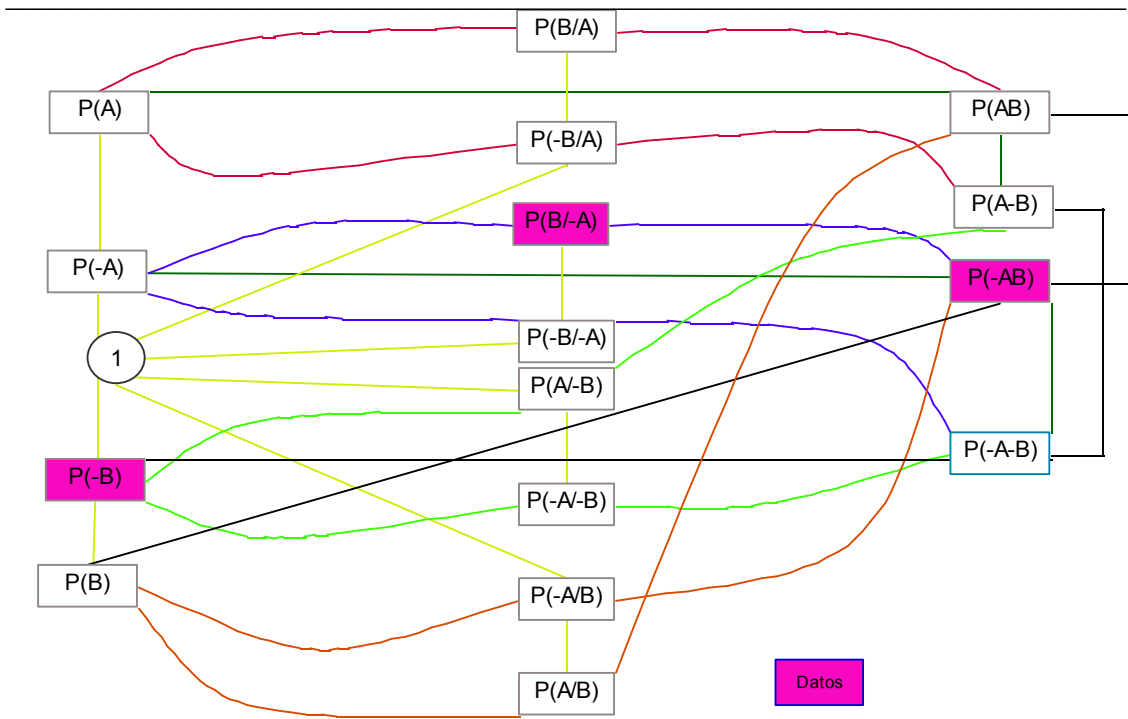 P(B/A)
P(A)
P(AB)
P(-B/A)
P(A-B)
P(B/-A)
P(-A)
P(-AB)
P(-B/-A)
1
P(A/-B)
P(-A-B)
P(-B)
P(-A/-B)
P(B)
P(-A/B)
P(A/B)
Datos